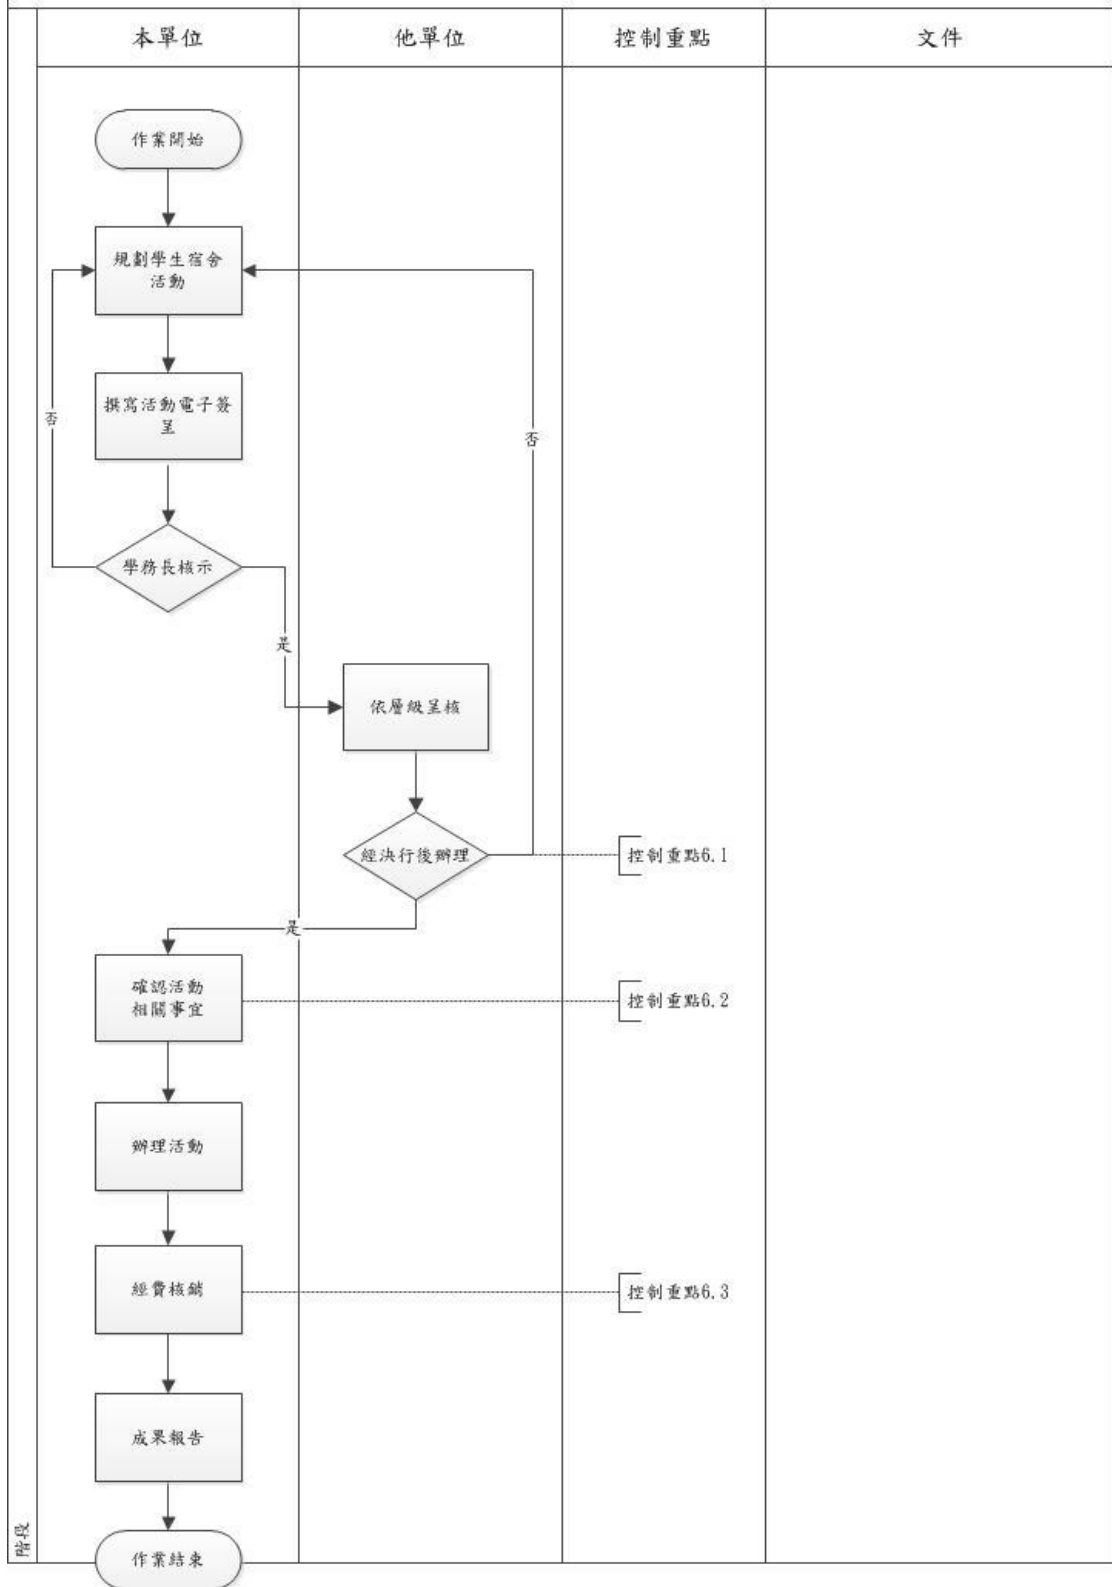 本單位
他單位
控制重點
文件
作業開始
規劃學生宿舍
活動
撰寫活動電子簽
呈
否
否
學務長核示
是
依層級呈核
經決行後辦理
控制重點6.1
是
確認活動
相關事宜
控制重點6.2
辦理活動
經費核銷
控制重點6.3
成果報告
階段
作業結束